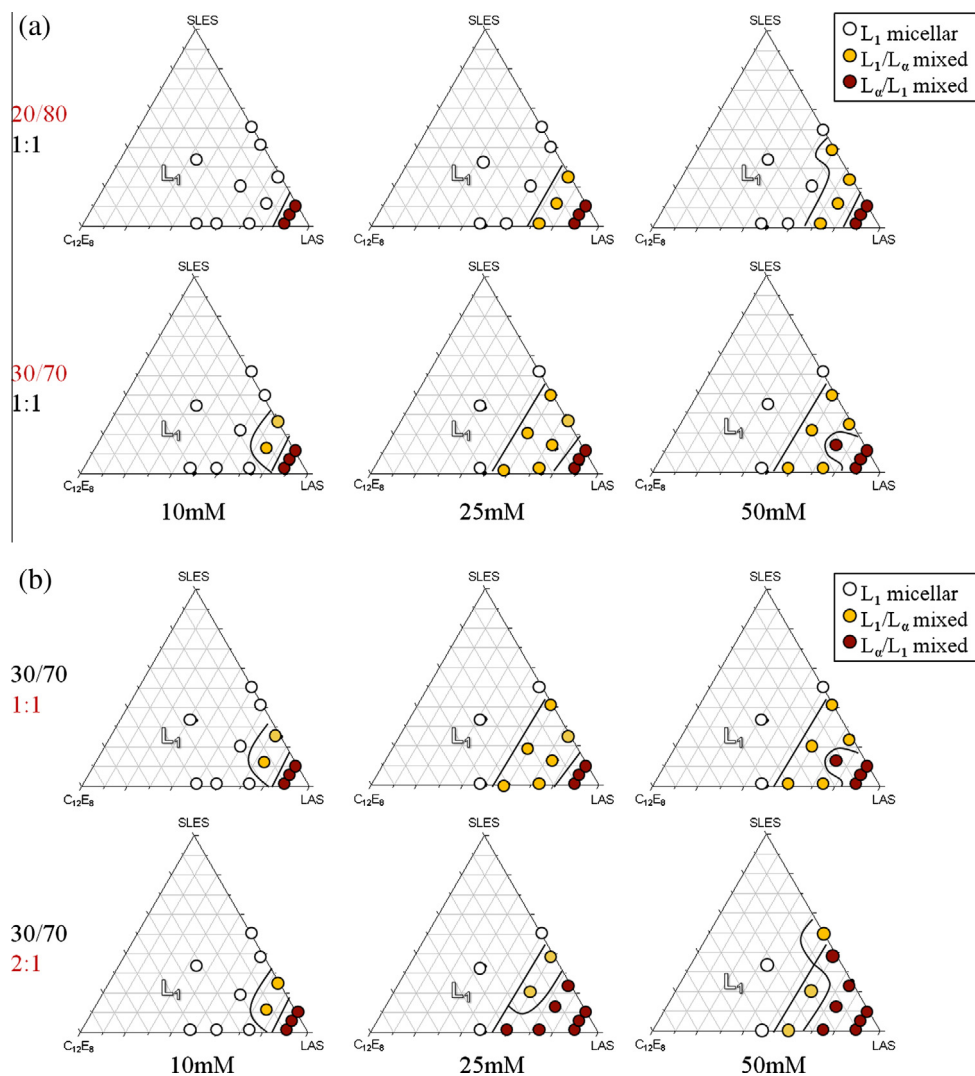 (a)
SLES
SLES
SLES
L₁ micellar
L₁/Lα mixed
Lα/L₁ mixed
20/80
1:1
L₁
L₁
L₁
C₁₂E₈
LAS
C₁₂E₈
LAS
C₁₂E₈
LAS
SLES
SLES
SLES
30/70
1:1
L₁
L₁
L₁
C₁₂E₈
LAS
C₁₂E₈
LAS
C₁₂E₈
LAS
10mM
25mM
50mM
(b)
SLES
SLES
SLES
L₁ micellar
L₁/Lα mixed
Lα/L₁ mixed
30/70
1:1
L₁
L₁
L₁
C₁₂E₈
LAS
C₁₂E₈
LAS
C₁₂E₈
LAS
SLES
SLES
SLES
30/70
2:1
L₁
L₁
L₁
C₁₂E₈
LAS
C₁₂E₈
LAS
C₁₂E₈
LAS
10mM
25mM
50mM